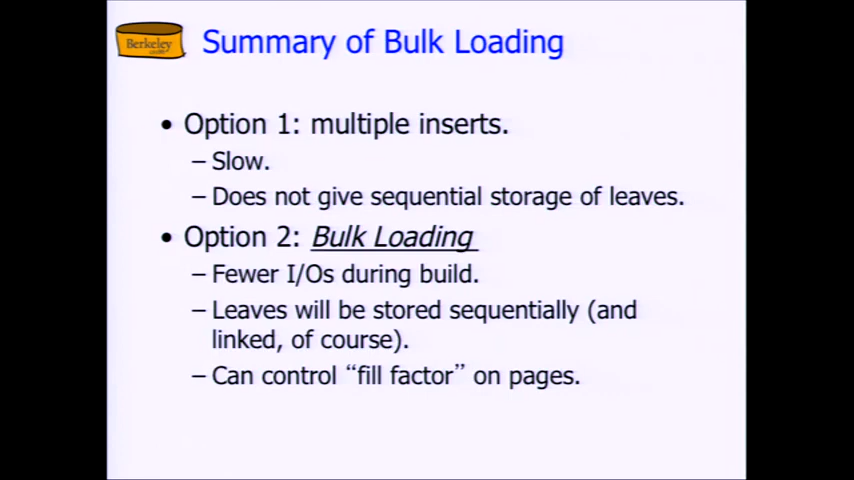 Berkeley
Summary of Bulk Loading
• Option 1: multiple inserts.
– Slow.
– Does not give sequential storage of leaves.
• Option 2: Bulk Loading
– Fewer I/Os during build.
– Leaves will be stored sequentially (and
linked, of course).
– Can control “fill factor” on pages.